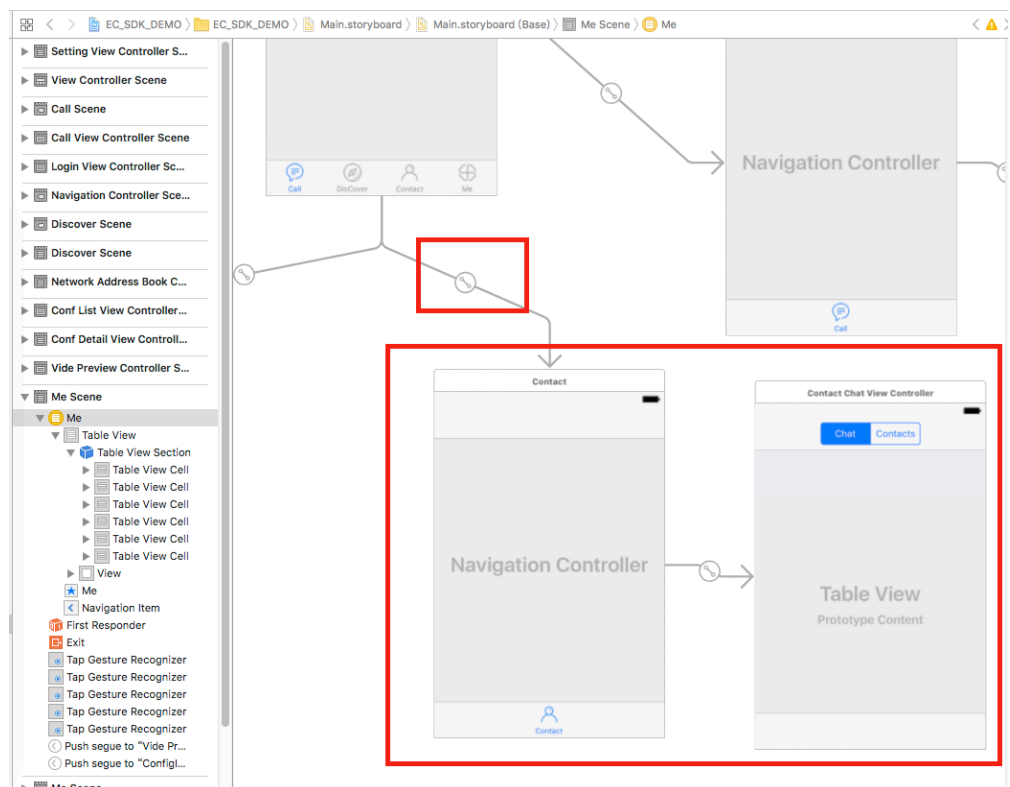 EC_SDK_DEMO
EC_SDK_DEMO
Main.storyboard
Main.storyboard (Base)
Me Scene
Me
Setting View Controller S...
View Controller Scene
Call Scene
Call View Controller Scene
Login View Controller Sc...
Navigation Controller Sce...
Discover Scene
Discover Scene
Network Address Book C...
Conf List View Controller...
Conf Detail View Controll...
Vide Preview Controller S...
Me Scene
Me
Table View
Table View Section
Table View Cell
Table View Cell
Table View Cell
Table View Cell
Table View Cell
Table View Cell
View
Me
Navigation Item
First Responder
Exit
Tap Gesture Recognizer
Tap Gesture Recognizer
Tap Gesture Recognizer
Tap Gesture Recognizer
Tap Gesture Recognizer
Push segue to "Vide Pr...
Push segue to "ConfigI...
Me Scene
Call
DisCover
Contact
Me
Navigation Controller
Call
Contact
Navigation Controller
Contact
Contact Chat View Controller
Chat
Contacts
Table View
Prototype Content